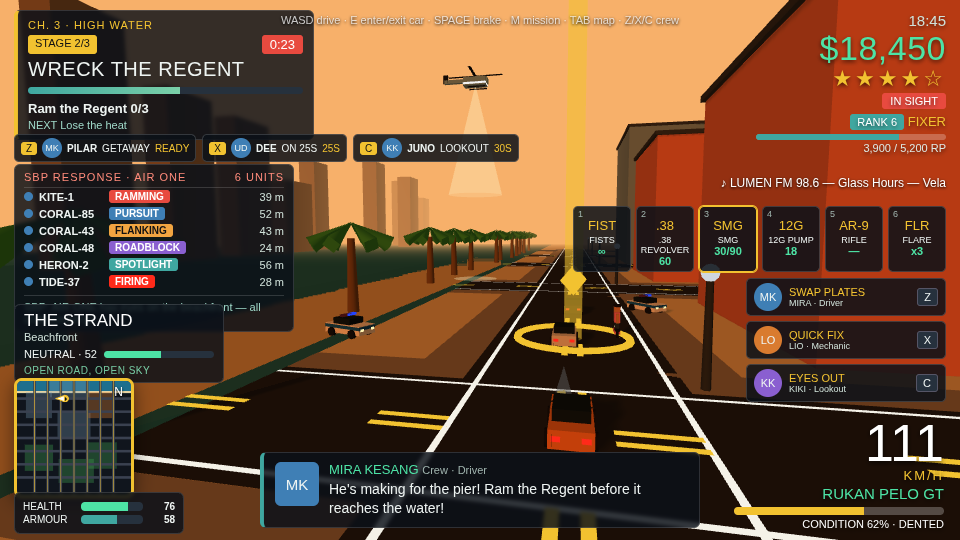 WASD drive · E enter/exit car · SPACE brake · M mission · TAB map · Z/X/C crew
CH. 3 · HIGH WATER
STAGE 2/3
0:23
WRECK THE REGENT
Ram the Regent 0/3
NEXT Lose the heat
Z MK PILAR GETAWAY READY
X UD DEE ON 25S 25S
C KK JUNO LOOKOUT 30S
SBP RESPONSE · AIR ONE 6 UNITS
KITE-1 RAMMING 39 m
CORAL-85 PURSUIT 52 m
CORAL-43 FLANKING 43 m
CORAL-48 ROADBLOCK 24 m
HERON-2 SPOTLIGHT 56 m
TIDE-37 FIRING 28 m
nt — all
THE STRAND
Beachfront
NEUTRAL · 52
OPEN ROAD, OPEN SKY
N
HEALTH 76
ARMOUR 58
18:45
$18,450
★★★★☆
IN SIGHT
RANK 6 FIXER
3,900 / 5,200 RP
♪ LUMEN FM 98.6 — Glass Hours — Vela
1 FIST FISTS ∞
2 .38 .38 REVOLVER 60
3 SMG SMG 30/90
4 12G 12G PUMP 18
5 AR-9 RIFLE —
6 FLR FLARE x3
MK SWAP PLATES Z
MIRA · Driver
LO QUICK FIX X
LIO · Mechanic
KK EYES OUT C
KIKI · Lookout
111
KM/H
RUKAN PELO GT
CONDITION 62% · DENTED
MK
MIRA KESANG Crew · Driver
He's making for the pier! Ram the Regent before it
reaches the water!